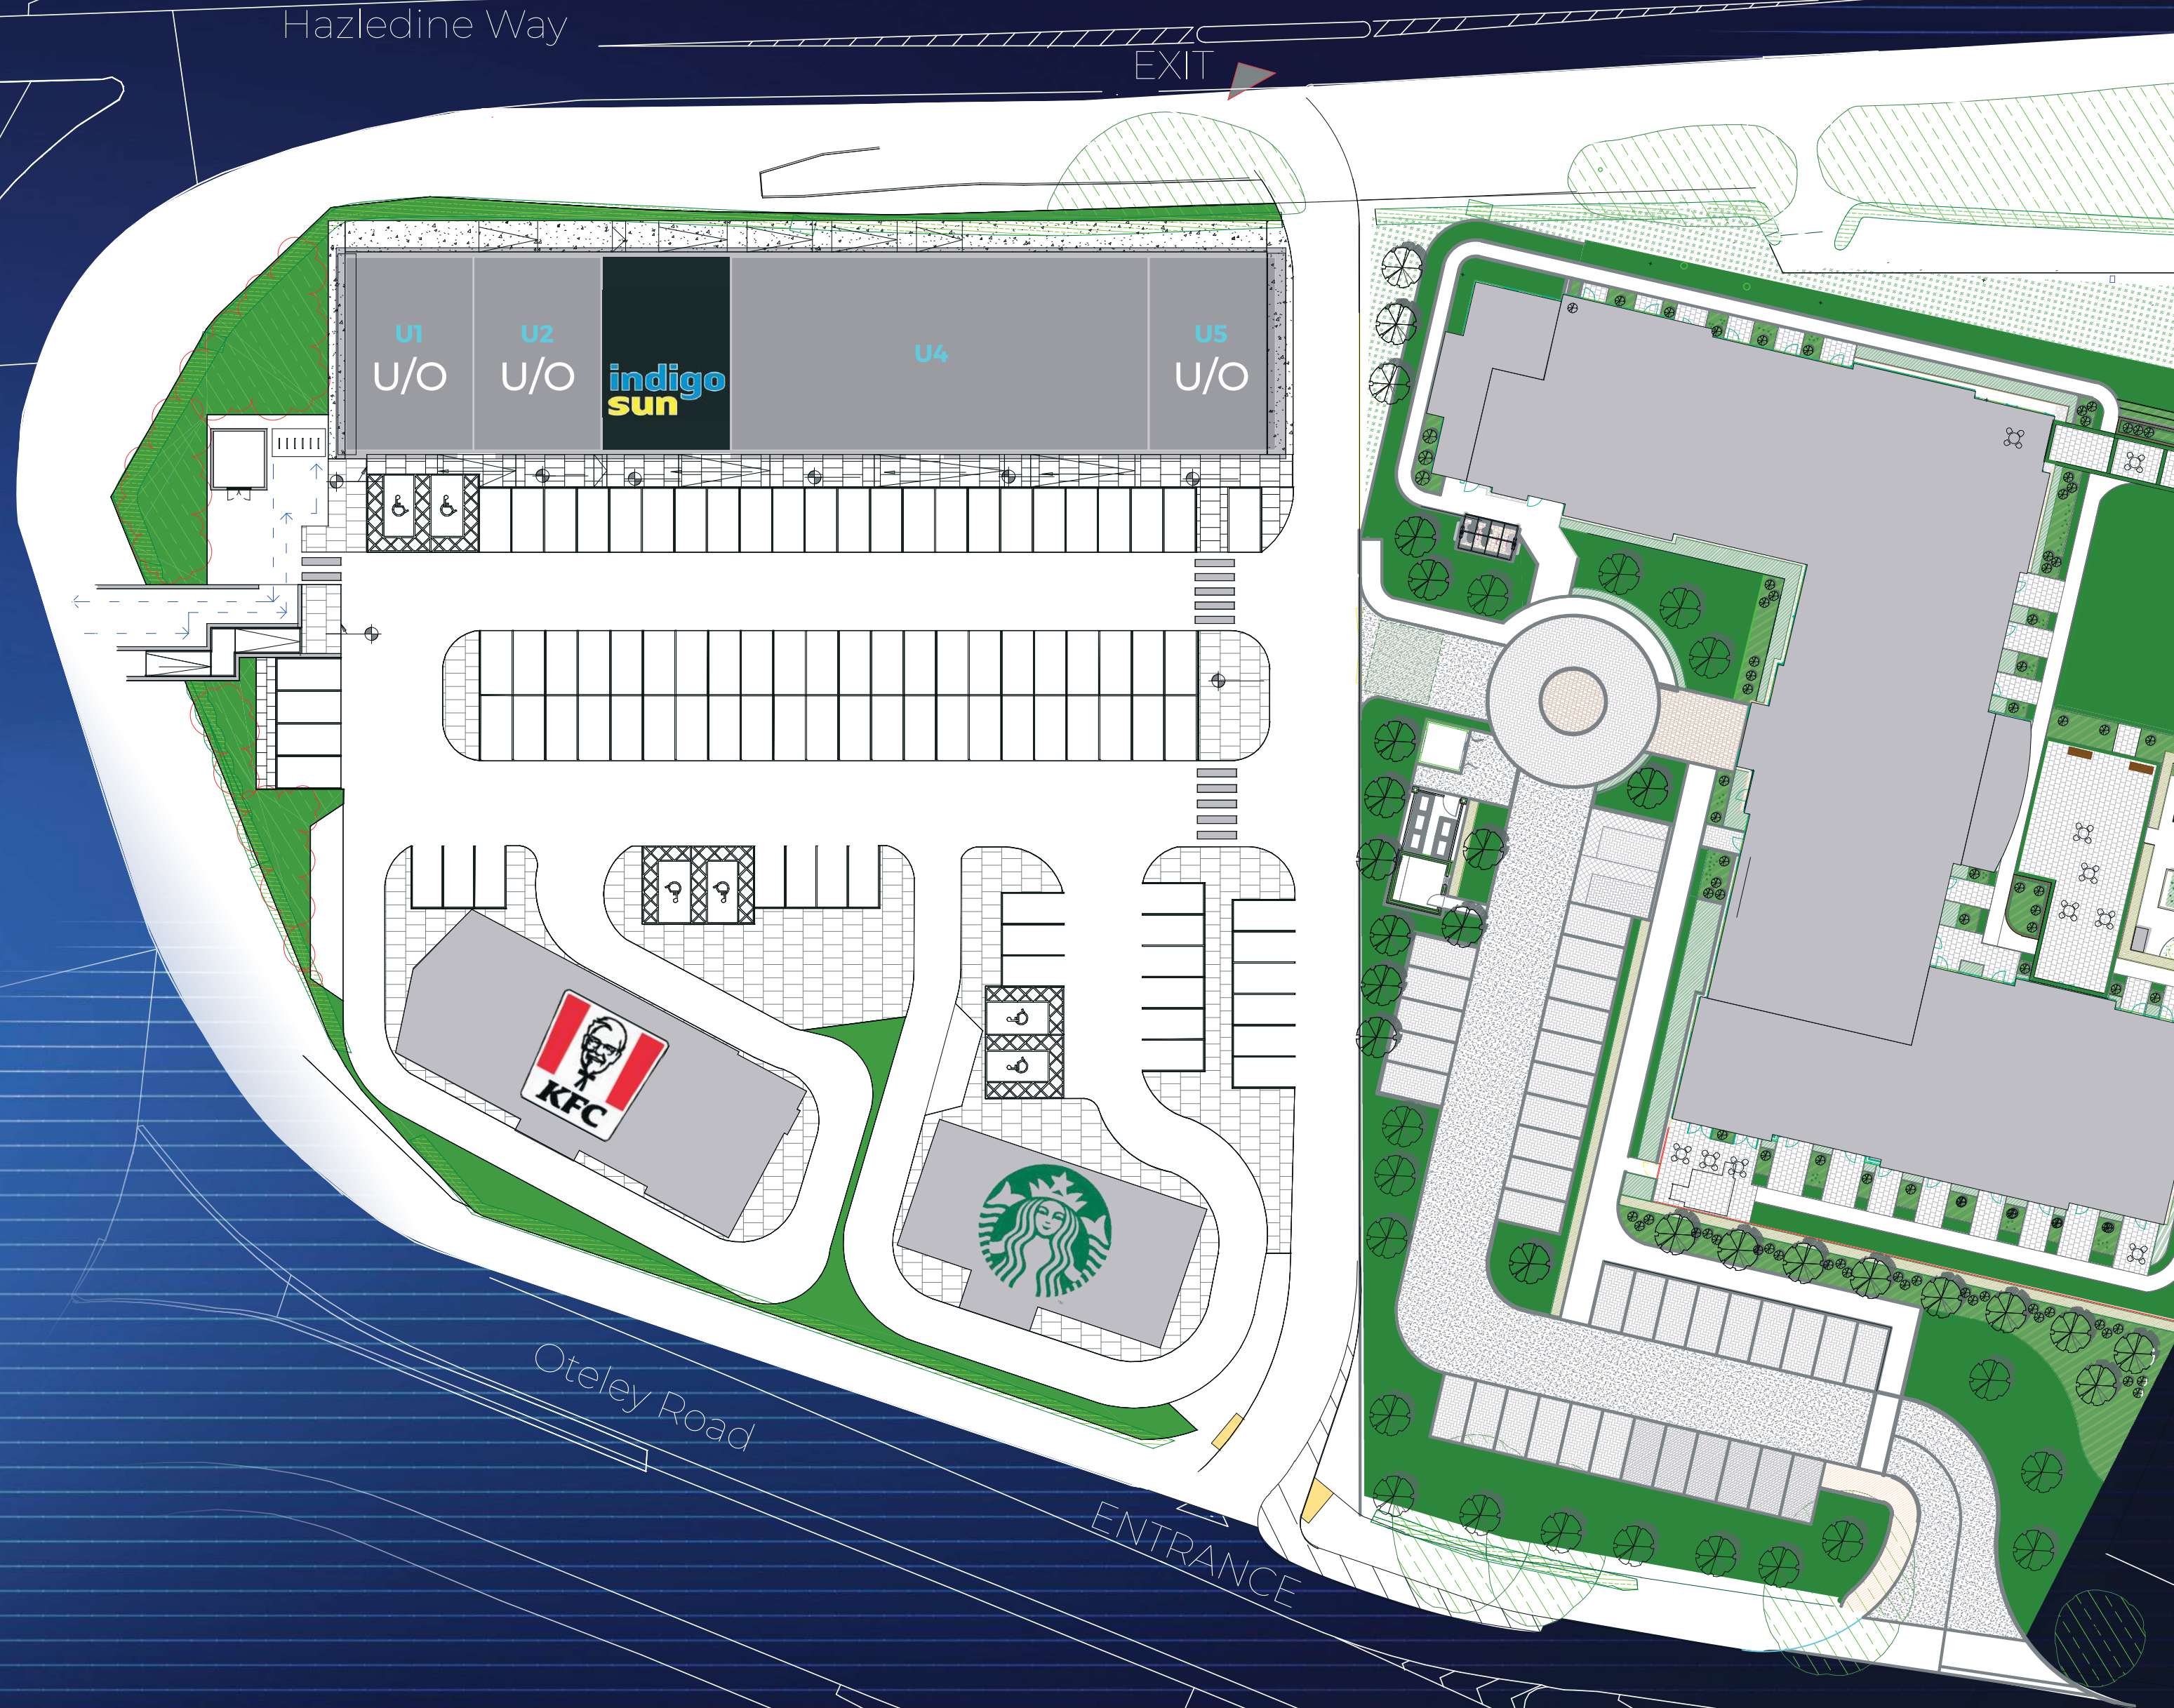 Hazledine Way
EXIT
U1
U/O
U2
U/O
indigo
sun
U4
U5
U/O
KFC
Oteley Road
ENTRANCE